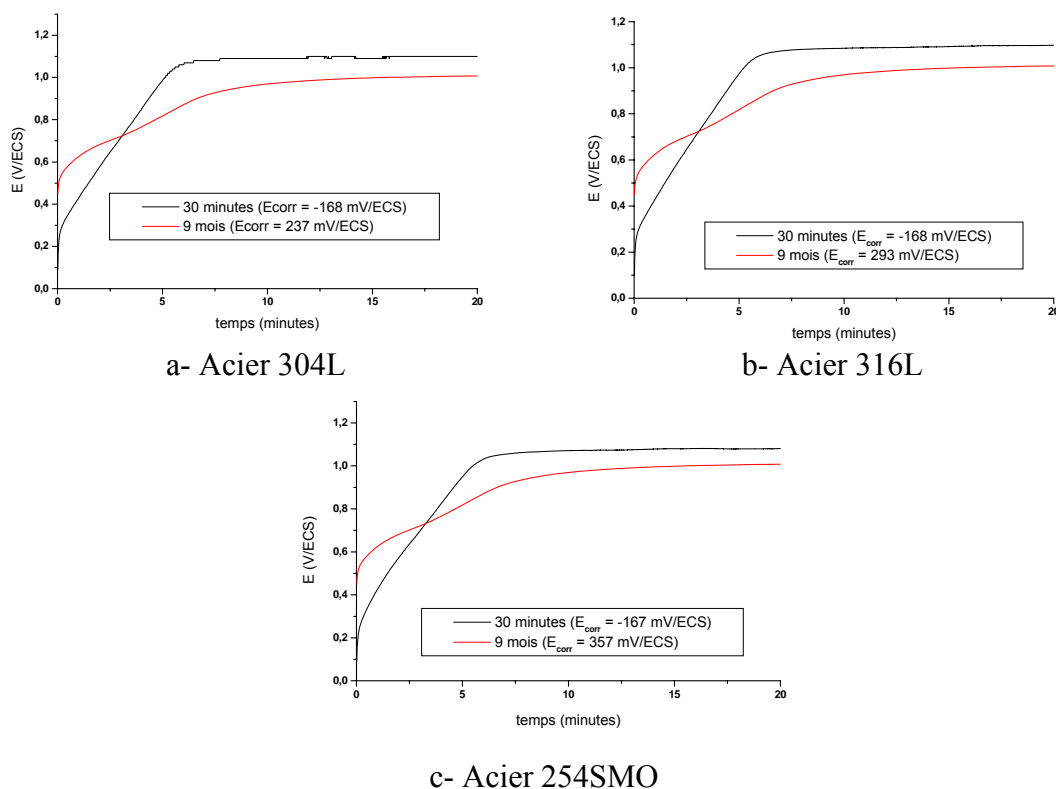 1,2
1,0
0,8
0,6
0,4
0,2
0,0
E (V/ECS)
30 minutes (Ecorr = -168 mV/ECS)
9 mois (Ecorr = 237 mV/ECS)
0 5 10 15 20
temps (minutes)
a- Acier 304L
1,2
1,0
0,8
0,6
0,4
0,2
0,0
E (V/ECS)
30 minutes (Ecorr = -168 mV/ECS)
9 mois (Ecorr = 293 mV/ECS)
0 5 10 15 20
temps (minutes)
b- Acier 316L
1,2
1,0
0,8
0,6
0,4
0,2
0,0
E (V/ECS)
30 minutes (Ecorr = -167 mV/ECS)
9 mois (Ecorr = 357 mV/ECS)
0 5 10 15 20
temps (minutes)
c- Acier 254SMO